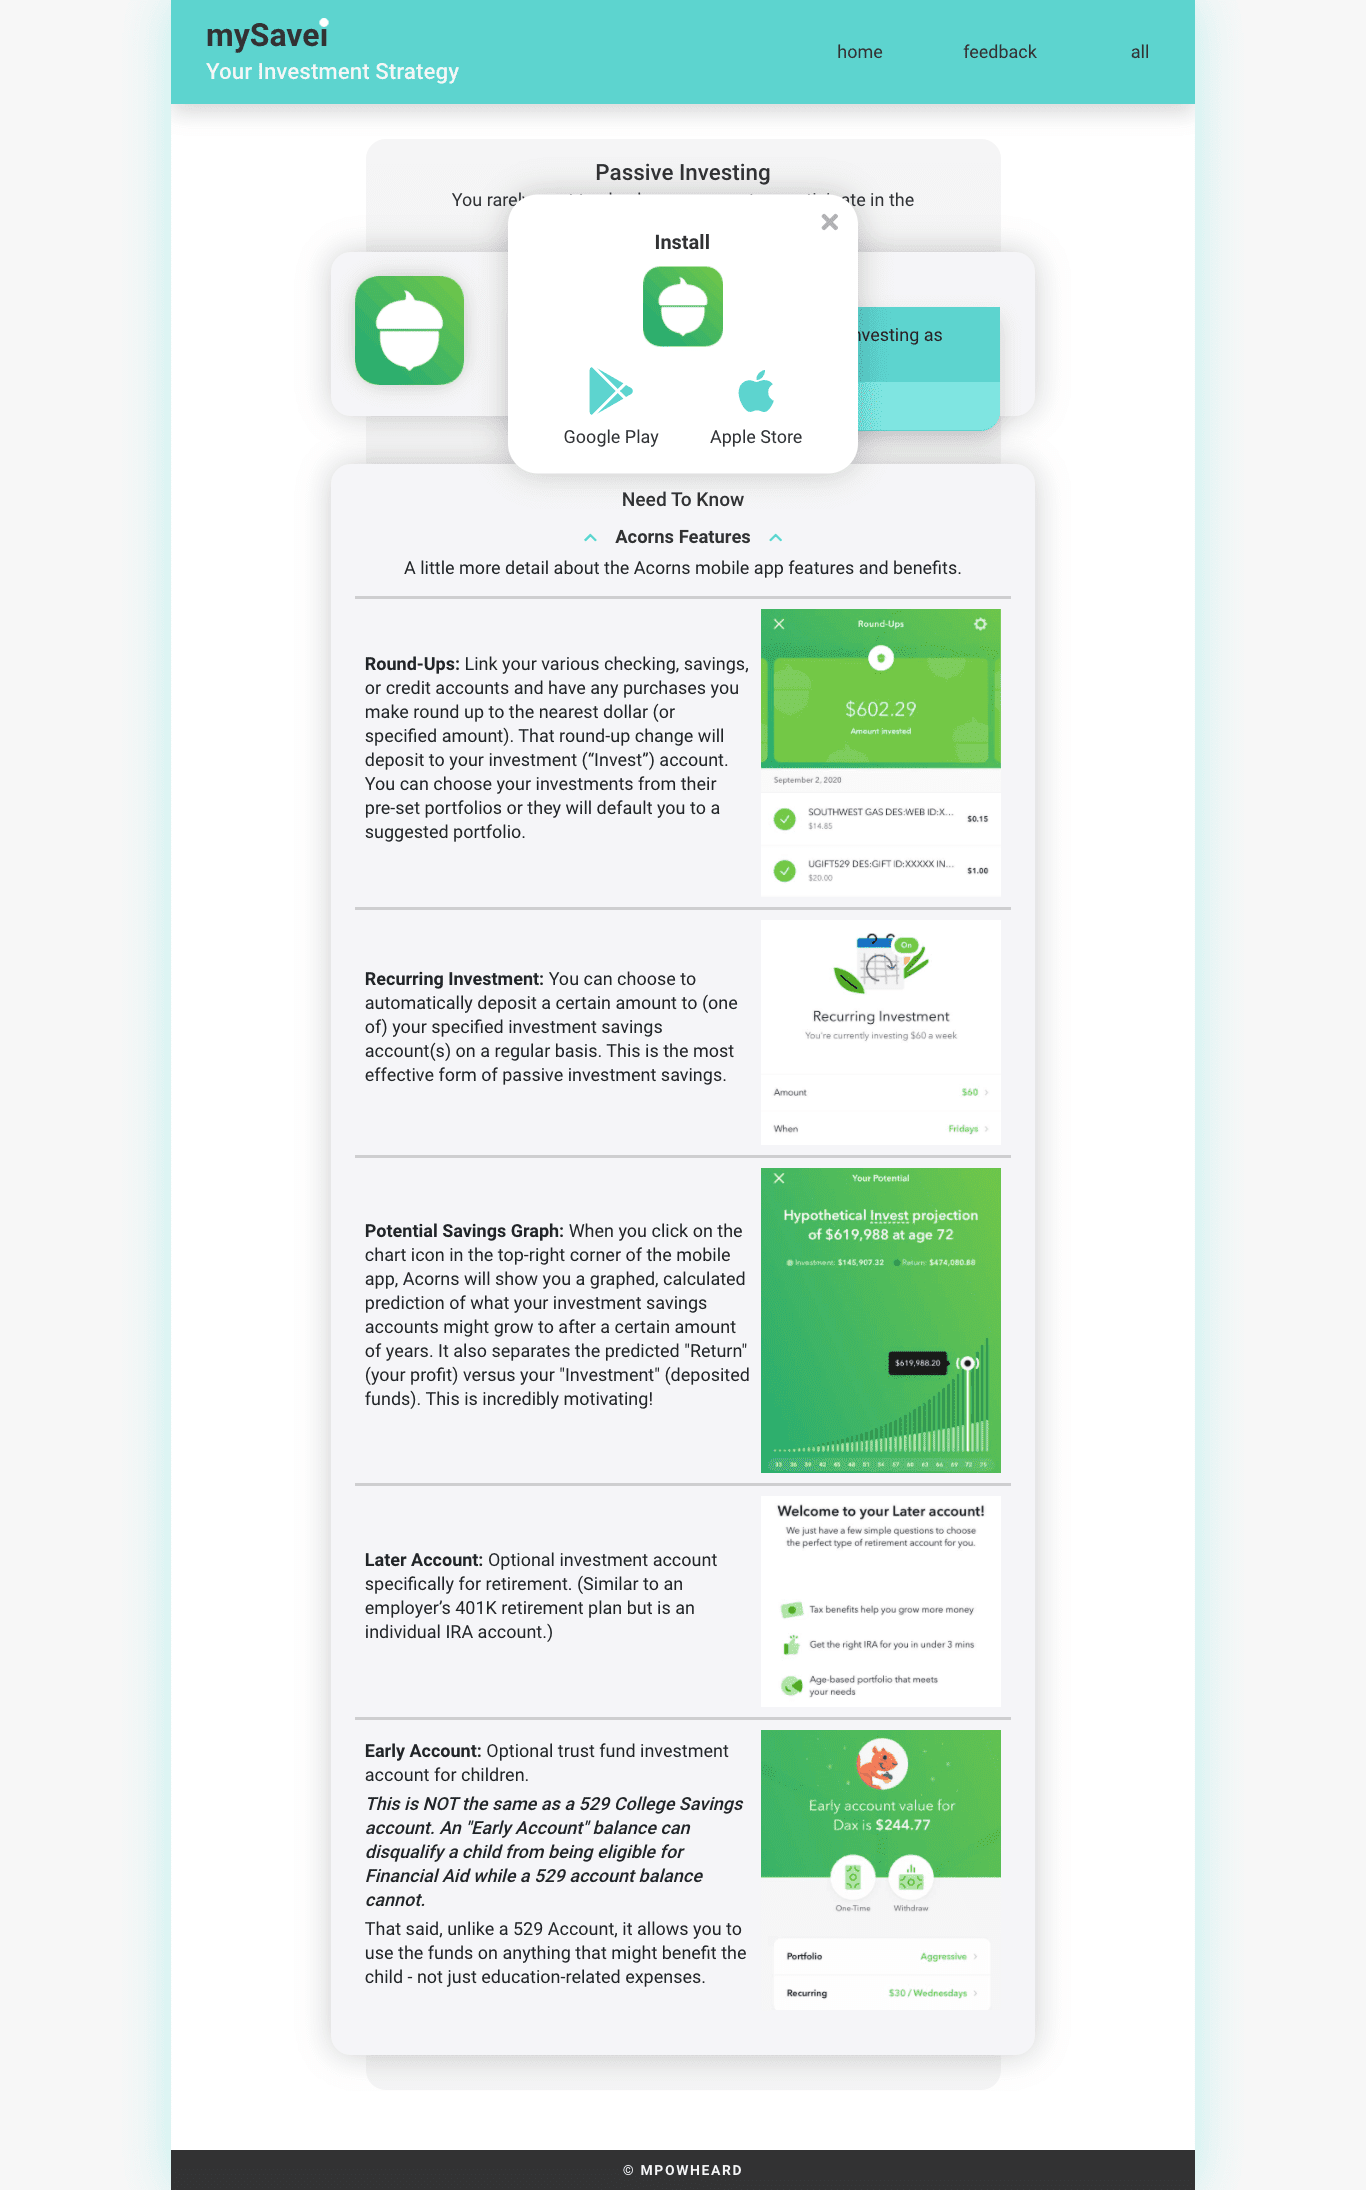 mySavei
Your Investment Strategy
home
feedback
all
Passive Investing
You
in the
Install
investing as
Google Play
Apple Store
Need To Know
Acorns Features
A little more detail about the Acorns mobile app features and benefits.
Round-Ups: Link your various checking, savings,
or credit accounts and have any purchases you
make round up to the nearest dollar (or
specified amount). That round-up change will
deposit to your investment (“Invest”) account.
You can choose your investments from their
pre-set portfolios or they will default you to a
suggested portfolio.
Round-Ups
$602.29
Amount invested
September 2, 2020
SOUTHWEST GAS DES:WEB ID:X...
$0.15
$14.85
UGIFT529 DES:GIFT ID:XXXXX IN...
$1.00
$20.00
Recurring Investment: You can choose to
automatically deposit a certain amount to (one
of) your specified investment savings
account(s) on a regular basis. This is the most
effective form of passive investment savings.
On
Recurring Investment
You're currently investing $60 a week
Amount
$60
When
Fridays
Potential Savings Graph: When you click on the
chart icon in the top-right corner of the mobile
app, Acorns will show you a graphed, calculated
prediction of what your investment savings
accounts might grow to after a certain amount
of years. It also separates the predicted "Return"
(your profit) versus your "Investment" (deposited
funds). This is incredibly motivating!
Your Potential
Hypothetical Invest projection
of $619,988 at age 72
Investment: $145,907.32
Return: $474,080.88
$619,988.20
33 36 39 42 45 48 51 54 57 60 63 66 69 72 75
Later Account: Optional investment account
specifically for retirement. (Similar to an
employer’s 401K retirement plan but is an
individual IRA account.)
Welcome to your Later account!
We just have a few simple questions to choose
the perfect type of retirement account for you.
Tax benefits help you grow more money
Get the right IRA for you in under 3 mins
Age-based portfolio that meets
your needs
Early Account: Optional trust fund investment
account for children.
This is NOT the same as a 529 College Savings
account. An "Early Account" balance can
disqualify a child from being eligible for
Financial Aid while a 529 account balance
cannot.
That said, unlike a 529 Account, it allows you to
use the funds on anything that might benefit the
child - not just education-related expenses.
Early account value for
Dax is $244.77
One-Time
Withdraw
Portfolio
Aggressive
Recurring
$30 / Wednesdays
© MPOWHEARD